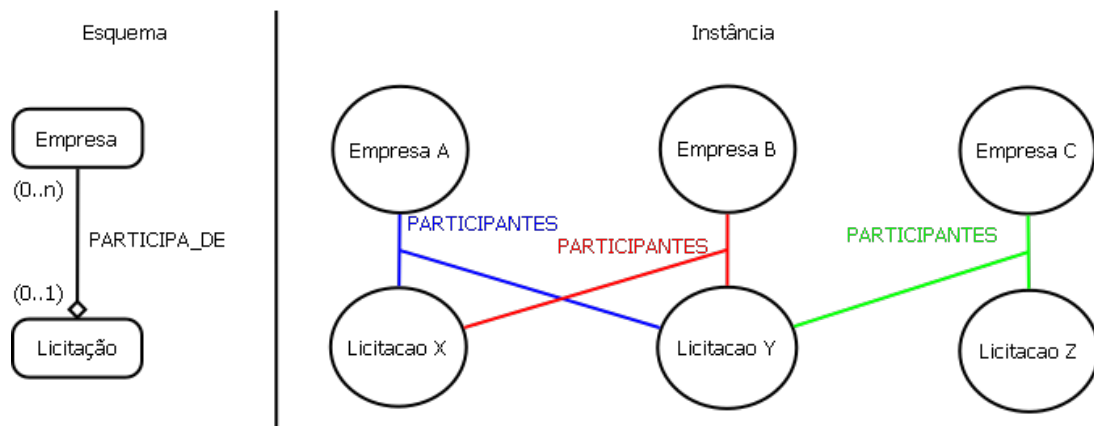 Esquema
Instância
Empresa
(0..n)
PARTICIPA_DE
(0..1)
Licitação
Empresa A
Empresa B
Empresa C
PARTICIPANTES
PARTICIPANTES
PARTICIPANTES
Licitacao X
Licitacao Y
Licitacao Z